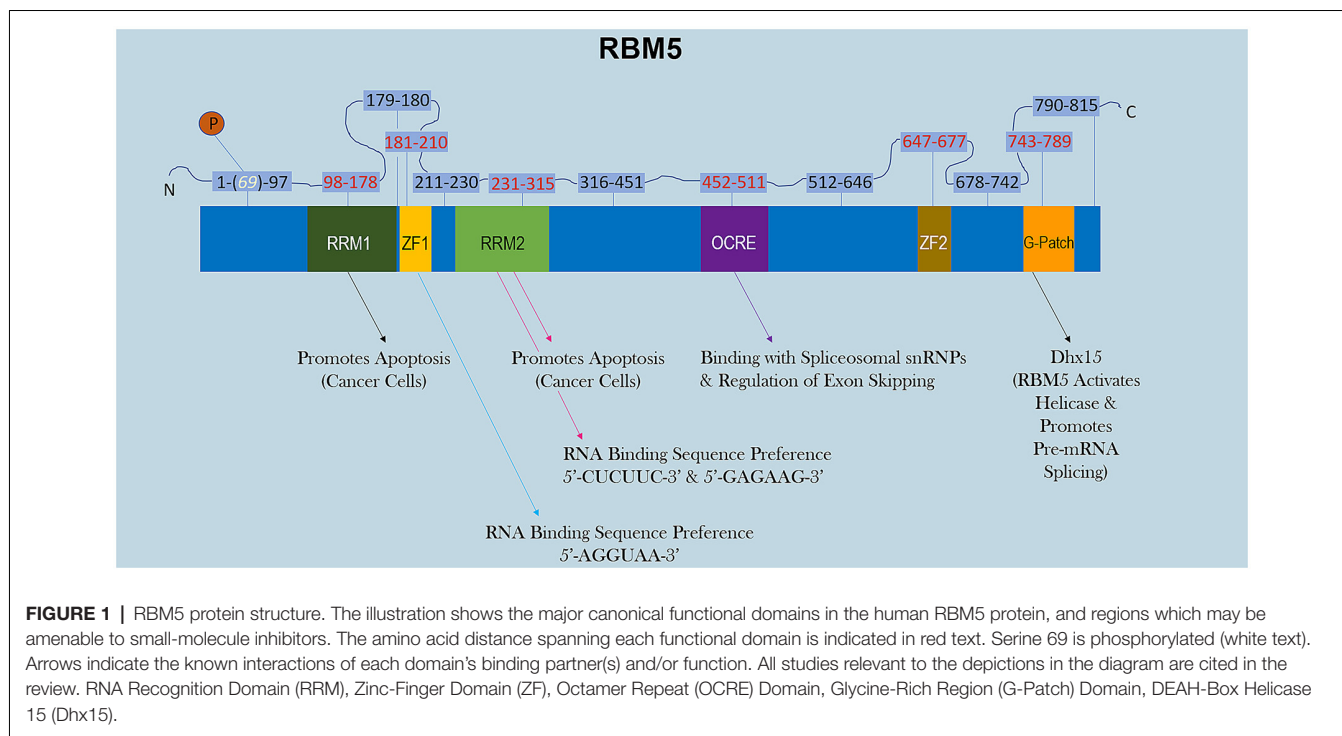 RBM5
P
N
C
179-180
790-815
181-210
647-677
743-789
1-(69)-97
98-178
211-230
231-315
316-451
452-511
512-646
678-742
RRM1
ZF1
RRM2
OCRE
ZF2
G-Patch
Promotes Apoptosis
(Cancer Cells)
Promotes Apoptosis
(Cancer Cells)
Binding with Spliceosomal snRNPs
& Regulation of Exon Skipping
Dhx15
(RBM5 Activates
Helicase &
Promotes
Pre-mRNA
Splicing)
RNA Binding Sequence Preference
5’-CUCUUC-3’ & 5’-GAGAAG-3’
RNA Binding Sequence Preference
5’-AGGUAA-3’
FIGURE 1 | RBM5 protein structure. The illustration shows the major canonical functional domains in the human RBM5 protein, and regions which may be
amenable to small-molecule inhibitors. The amino acid distance spanning each functional domain is indicated in red text. Serine 69 is phosphorylated (white text).
Arrows indicate the known interactions of each domain’s binding partner(s) and/or function. All studies relevant to the depictions in the diagram are cited in the
review. RNA Recognition Domain (RRM), Zinc-Finger Domain (ZF), Octamer Repeat (OCRE) Domain, Glycine-Rich Region (G-Patch) Domain, DEAH-Box Helicase
15 (Dhx15).